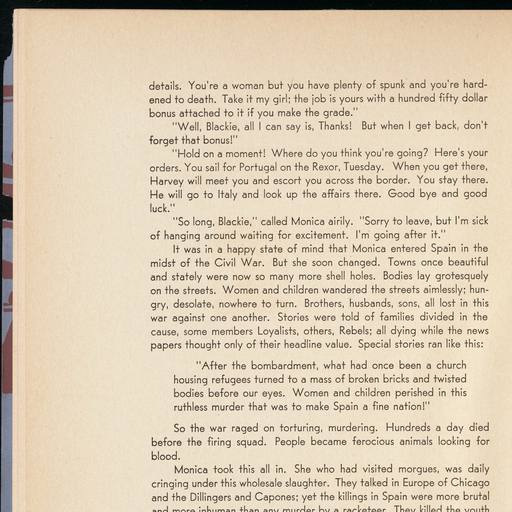 details. You're a woman but you have plenty of spunk and you're hard-
ened to death. Take it my girl; the job is yours with a hundred fifty dollar
bonus attached to it if you make the grade."
"Well, Blackie, all I can say is, Thanks! But when I get back, don't
forget that bonus!"
"Hold on a moment! Where do you think you're going? Here's your
orders. You sail for Portugal on the Rexor, Tuesday. When you get there,
Harvey will meet you and escort you across the border. You stay there.
He will go to Italy and look up the affairs there. Good bye and good
luck."
"So long, Blackie," called Monica airily. "Sorry to leave, but I'm sick
of hanging around waiting for excitement. I'm going after it."
It was in a happy state of mind that Monica entered Spain in the
midst of the Civil War. But she soon changed. Towns once beautiful
and stately were now so many more shell holes. Bodies lay grotesquely
on the streets. Women and children wandered the streets aimlessly; hun-
gry, desolate, nowhere to turn. Brothers, husbands, sons, all lost in this
war against one another. Stories were told of families divided in the
cause, some members Loyalists, others, Rebels; all dying while the news
papers thought only of their headline value. Special stories ran like this:
"After the bombardment, what had once been a church
housing refugees turned to a mass of broken bricks and twisted
bodies before our eyes. Women and children perished in this
ruthless murder that was to make Spain a fine nation!"
So the war raged on torturing, murdering. Hundreds a day died
before the firing squad. People became ferocious animals looking for
blood.
Monica took this all in. She who had visited morgues, was daily
cringing under this wholesale slaughter. They talked in Europe of Chicago
and the Dillingers and Capones; yet the killings in Spain were more brutal
and more inhuman than any murder by a racketeer. They killed the youth